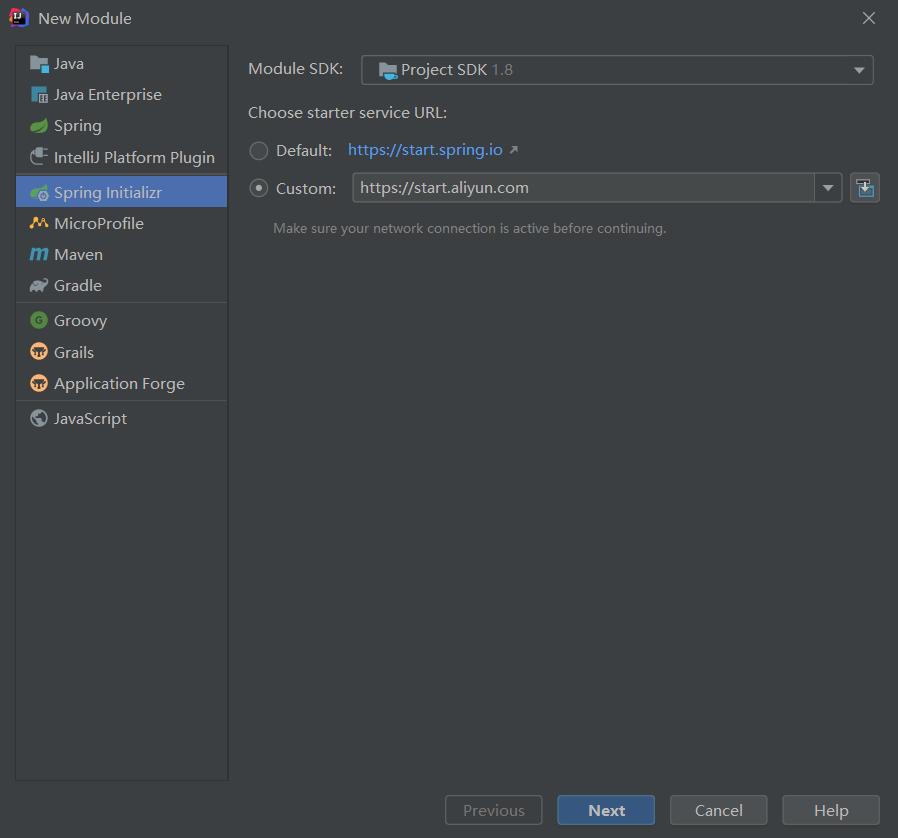 New Module
Java
Java Enterprise
Spring
IntelliJ Platform Plugin
Spring Initializr
MicroProfile
Maven
Gradle
Groovy
Grails
Application Forge
JavaScript
Module SDK: Project SDK 1.8
Choose starter service URL:
Default: https://start.spring.io
Custom: https://start.aliyun.com
Make sure your network connection is active before continuing.
Previous Next Cancel Help